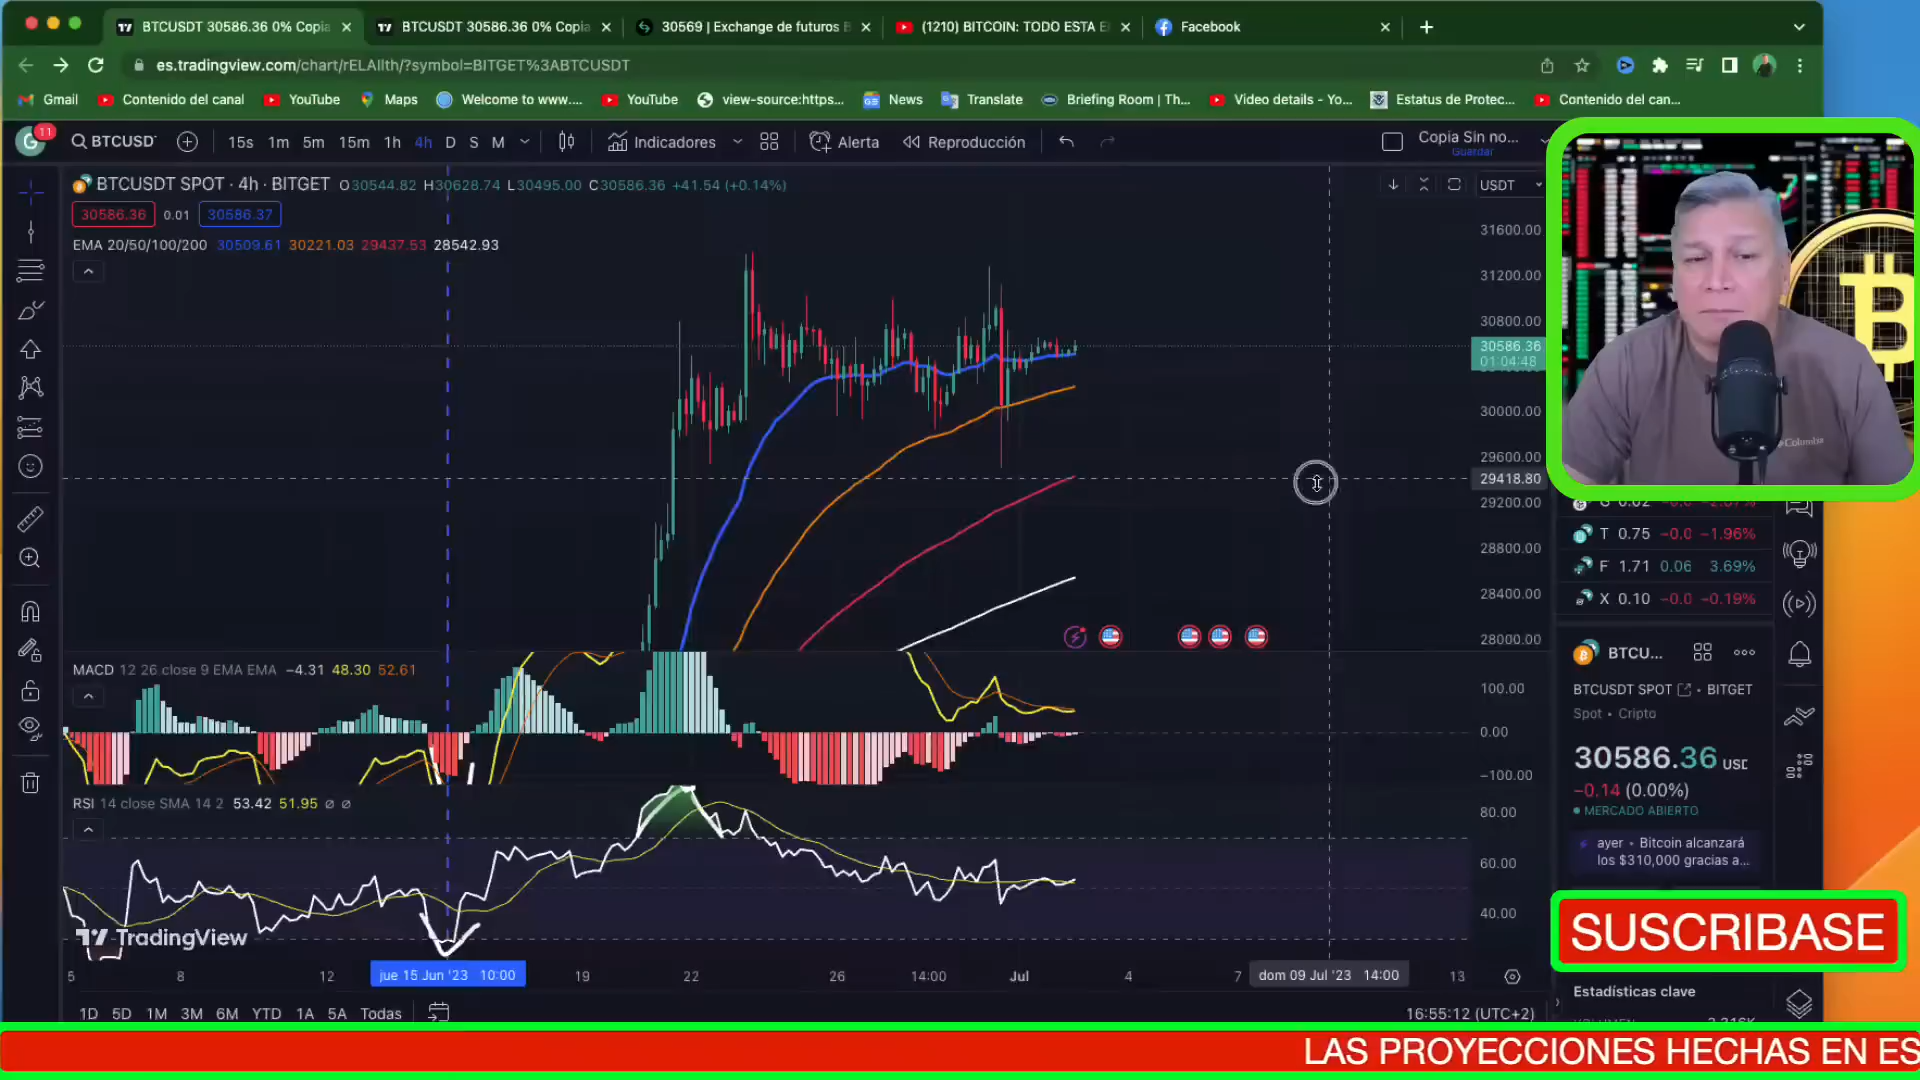 BTCUSDT 30586.36 0% Copia
BTCUSDT 30586.36 0% Copia
30569 | Exchange de futuros B
(1210) BITCOIN: TODO ESTA E
Facebook
es.tradingview.com/chart/rELAIIth/?symbol=BITGET%3ABTCUSDT
Gmail
Contenido del canal
YouTube
Maps
Welcome to www....
YouTube
view-source:https...
News
Translate
Briefing Room | Th...
Video details - Yo...
Estatus de Protec...
Contenido del can...
G
11
BTCUSDT
15s 1m 5m 15m 1h 4h D S M
Indicadores
Alerta
Reproducción
Copia Sin no...
Guardar
BTCUSDT SPOT · 4h · BITGET O30544.82 H30628.74 L30495.00 C30586.36 +41.54 (+0.14%)
USDT
30586.36 0.01 30586.37
EMA 20/50/100/200 30509.61 30221.03 29437.53 28542.93
31600.00
31200.00
30800.00
30586.36
01:04:48
30000.00
29600.00
29418.80
29200.00
28800.00
28400.00
28000.00
MACD 12 26 close 9 EMA EMA −4.31 48.30 52.61
100.00
0.00
−100.00
RSI 14 close SMA 14 2 53.42 51.95 ∅ ∅
80.00
60.00
40.00
TradingView
5 8 12 jue 15 Jun '23 10:00 19 22 26 14:00 Jul 4 7 dom 09 Jul '23 14:00 13
1D 5D 1M 3M 6M YTD 1A 5A Todas
16:55:12 (UTC+2)
Columbia
T 0.75 −0.0 −1.96%
F 1.71 0.06 3.69%
X 0.10 −0.0 −0.19%
BTCU...
BTCUSDT SPOT • BITGET
Spot • Cripto
30586.36
−0.14 (0.00%)
MERCADO ABIERTO
ayer • Bitcoin alcanzará
los $310,000 gracias a...
SUSCRIBASE
Estadísticas clave
LAS PROYECCIONES HECHAS EN ES